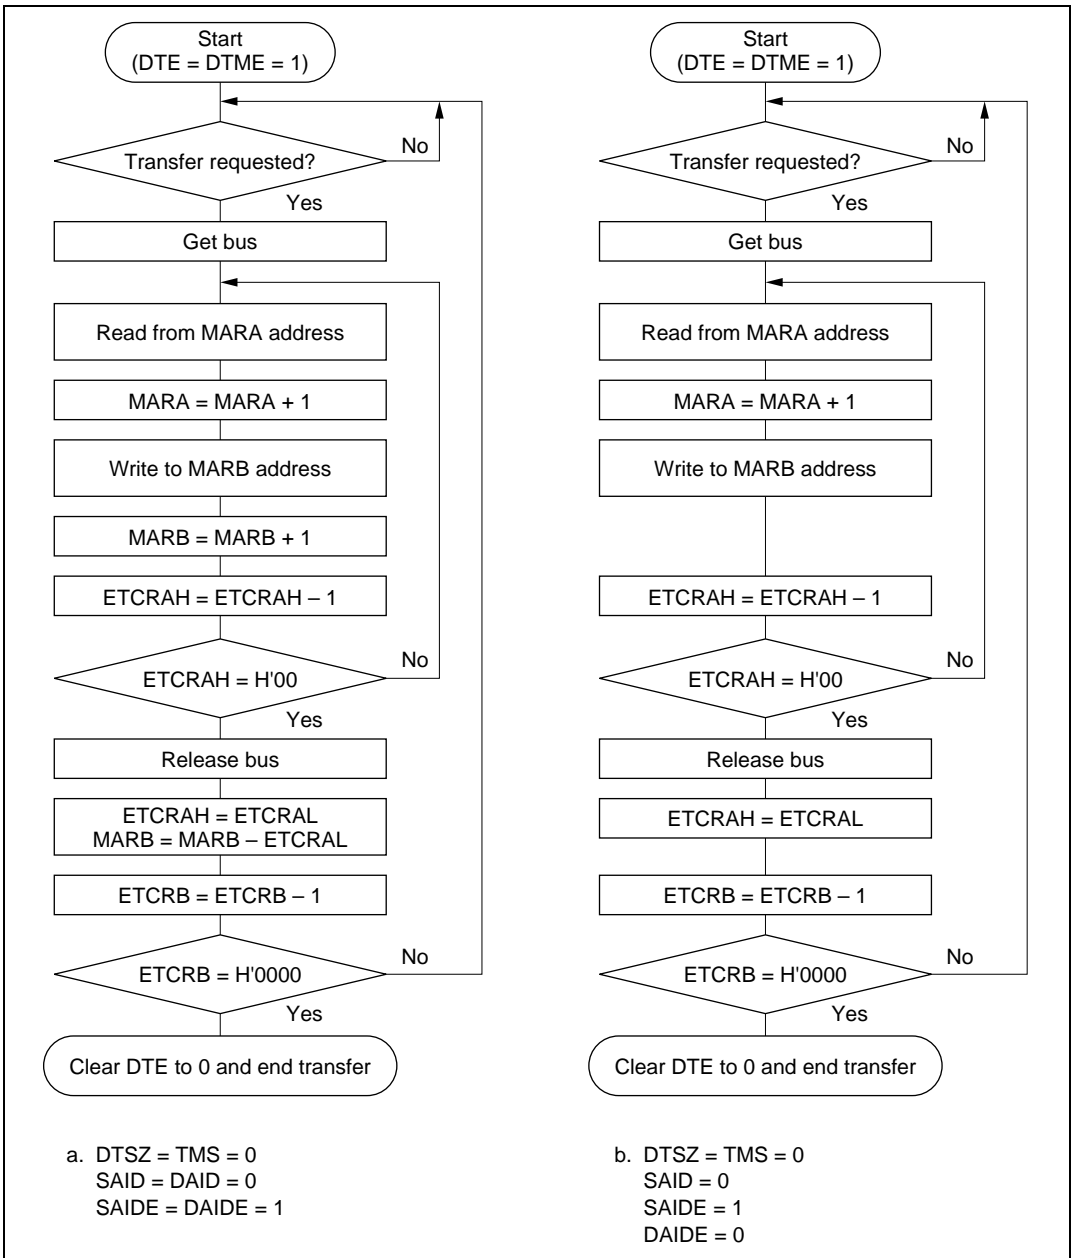 Start
(DTE = DTME = 1)
Transfer requested?
No
Yes
Get bus
Read from MARA address
MARA = MARA + 1
Write to MARB address
MARB = MARB + 1
ETCRAH = ETCRAH – 1
ETCRAH = H'00
No
Yes
Release bus
ETCRAH = ETCRAL
MARB = MARB – ETCRAL
ETCRB = ETCRB – 1
ETCRB = H'0000
No
Yes
Clear DTE to 0 and end transfer
a. DTSZ = TMS = 0
SAID = DAID = 0
SAIDE = DAIDE = 1
Start
(DTE = DTME = 1)
Transfer requested?
No
Yes
Get bus
Read from MARA address
MARA = MARA + 1
Write to MARB address
ETCRAH = ETCRAH – 1
ETCRAH = H'00
No
Yes
Release bus
ETCRAH = ETCRAL
ETCRB = ETCRB – 1
ETCRB = H'0000
No
Yes
Clear DTE to 0 and end transfer
b. DTSZ = TMS = 0
SAID = 0
SAIDE = 1
DAIDE = 0